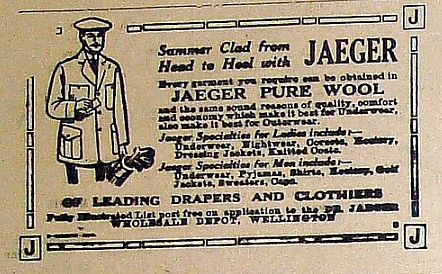 J
Summer Clad from
Head to Heel with JAEGER
Every garment you require can be obtained in
JAEGER PURE WOOL
and the same sound reasons of quality, comfort
and economy which make it best for Underwear,
also make it best for Outerwear.
Jaeger Specialties for Ladies include:—
Underwear, Nightwear, Corsets, Hosiery,
Dressing Jackets, Knitted Coats.
Jaeger Specialties for Men include:—
Underwear, Pyjamas, Shirts, Hosiery, Golf
Jackets, Sweaters, Caps.
OF LEADING DRAPERS AND CLOTHIERS
Fully Illustrated List post free on application to the DR. JAEGER
WHOLESALE DEPOT, WELLINGTON
J
J